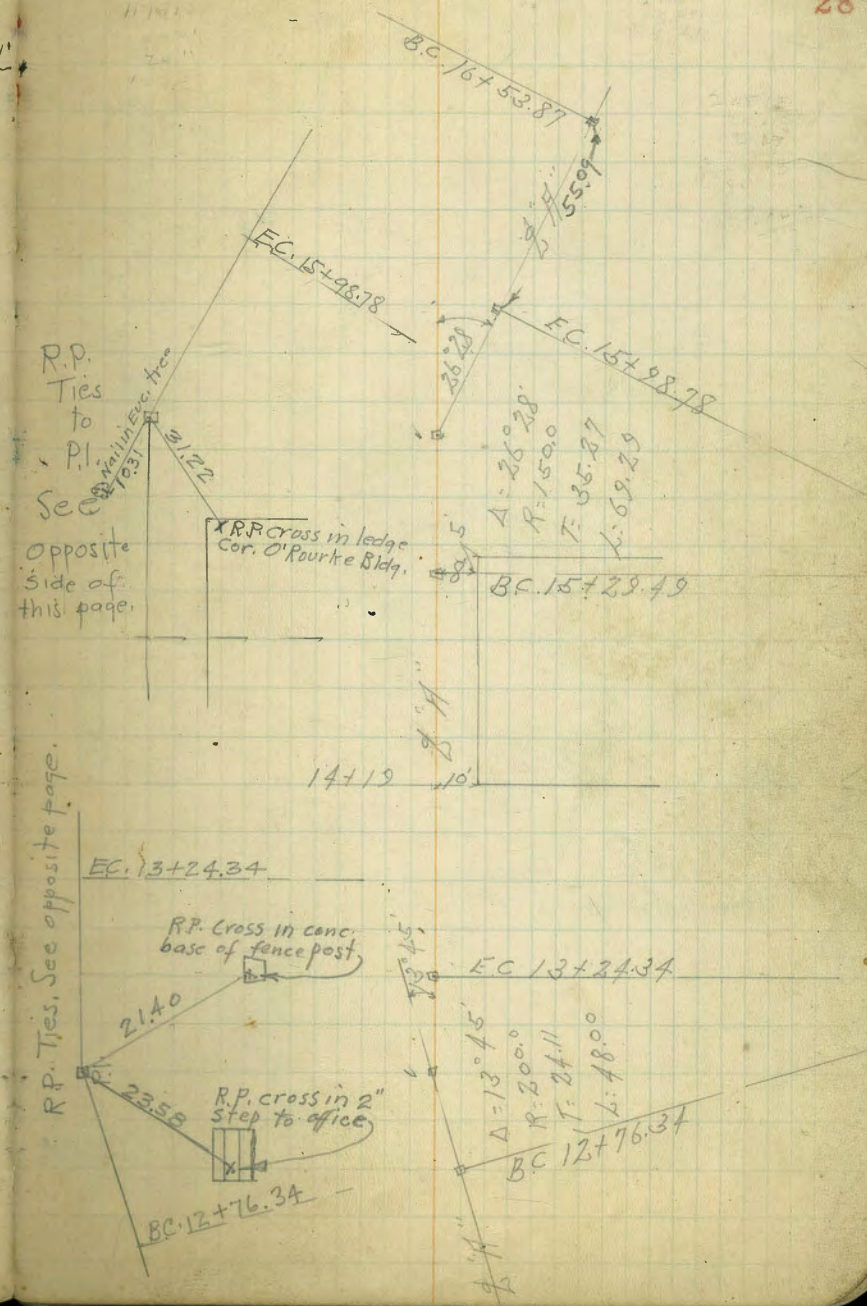 28
B.C. 16+53.87
℄ "A"
55.09
E.C. 15+98.78
E.C. 15+98.78
26°28'
Δ = 26°28'
R = 150.0
T = 35.27
L = 69.29
R.P.
Ties
to
P.I.
See
opposite
side of
this page.
Nail in Euc. tree
10.31
31.22
R.P. cross in ledge
Cor. O'Rourke Bldg.
B.C. 15+29.49
℄ "A"
14+19
10'
R.P. Ties, See opposite page.
E.C. 13+24.34
R.P. Cross in conc.
base of fence post
13°45'
E.C. 13+24.34
21.40
P.I.
23.58
R.P. cross in 2"
step to office
Δ = 13°45'
R = 200.0
T = 24.11
L = 48.00
BC 12+76.34
BC. 12+76.34
℄ "A"